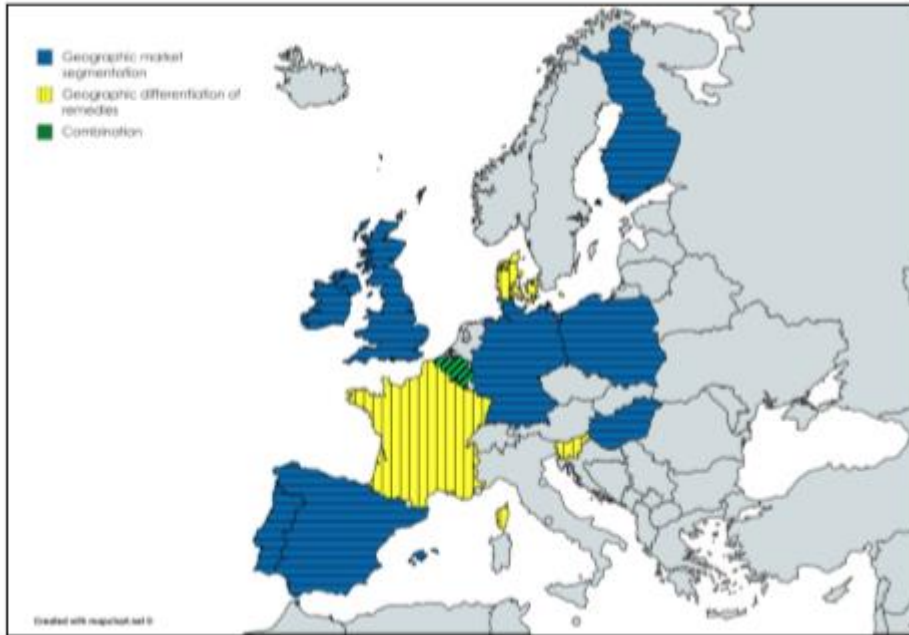 Geographic market
segmentation
Geographic differentiation of
remedies
Combination
Created with mapchart.net ©